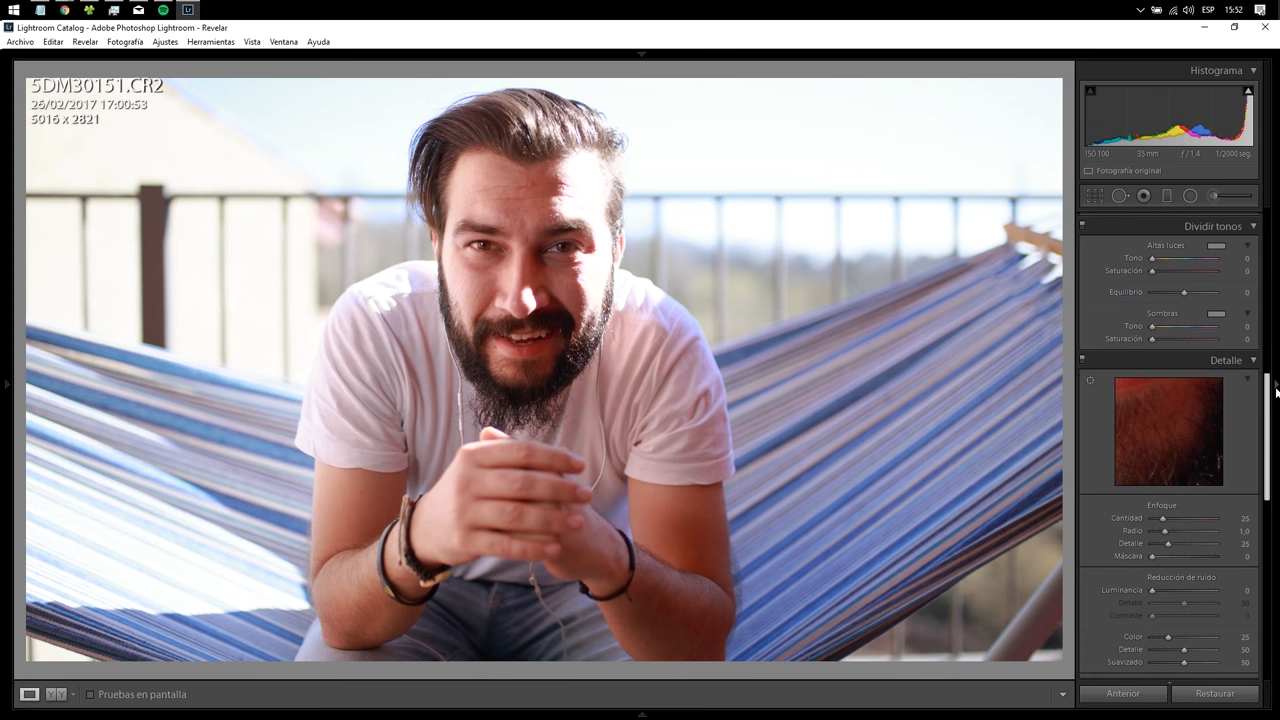 ESP 15:52
Lightroom Catalog - Adobe Photoshop Lightroom - Revelar
Archivo Editar Revelar Fotografía Ajustes Herramientas Vista Ventana Ayuda
5DM30151.CR2
26/02/2017 17:00:53
5016 x 2821
Histograma
ISO 100 35 mm ƒ / 1,4 1/2000 seg.
Fotografía original
Dividir tonos
Altas luces
Tono 0
Saturación 0
Equilibrio 0
Sombras
Tono 0
Saturación 0
Detalle
Enfoque
Cantidad 25
Radio 1,0
Detalle 25
Máscara 0
Reducción de ruido
Luminancia 0
Detalle 50
Contraste 0
Color 25
Detalle 50
Suavizado 50
Pruebas en pantalla
Anterior Restaurar